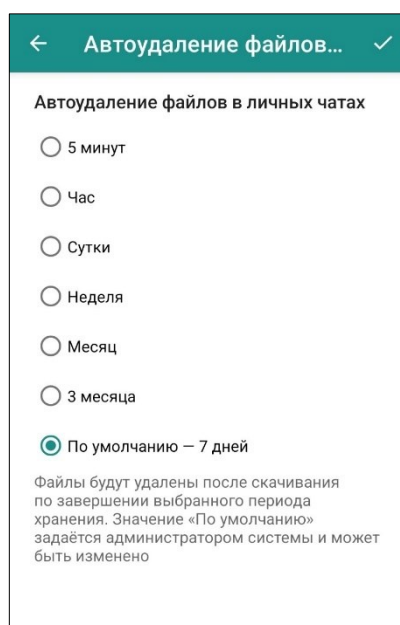 Автоудаление файлов...
Автоудаление файлов в личных чатах
5 минут
Час
Сутки
Неделя
Месяц
3 месяца
По умолчанию — 7 дней
Файлы будут удалены после скачивания
по завершении выбранного периода
хранения. Значение «По умолчанию»
задаётся администратором системы и может
быть изменено